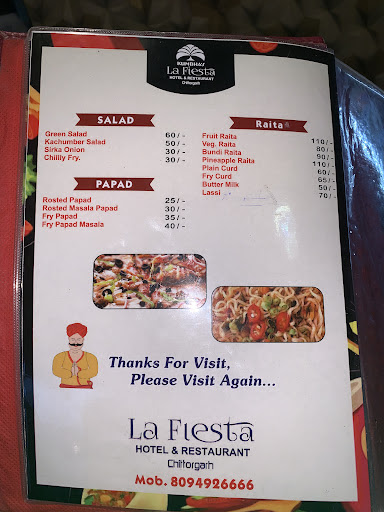 KUMBHAS
La Fiesta
HOTEL & RESTAURANT
Chittorgarh
SALAD
Green Salad 60/-
Kachumber Salad 50/-
Sirka Onion 30/-
Chillly Fry. 30/-
PAPAD
Rosted Papad 25/-
Rosted Masala Papad 30/-
Fry Papad 35/-
Fry Papad Masala 40/-
Raita
Fruit Raita 110/-
Veg. Raita 80/-
Bundi Raita 90/-
Pineapple Raita 110/-
Plain Curd 60/-
Fry Curd 65/-
Butter Milk 50/-
Lassi 70/-
Thanks For Visit,
Please Visit Again...
La Fiesta
HOTEL & RESTAURANT
Chittorgarh
Mob. 8094926666